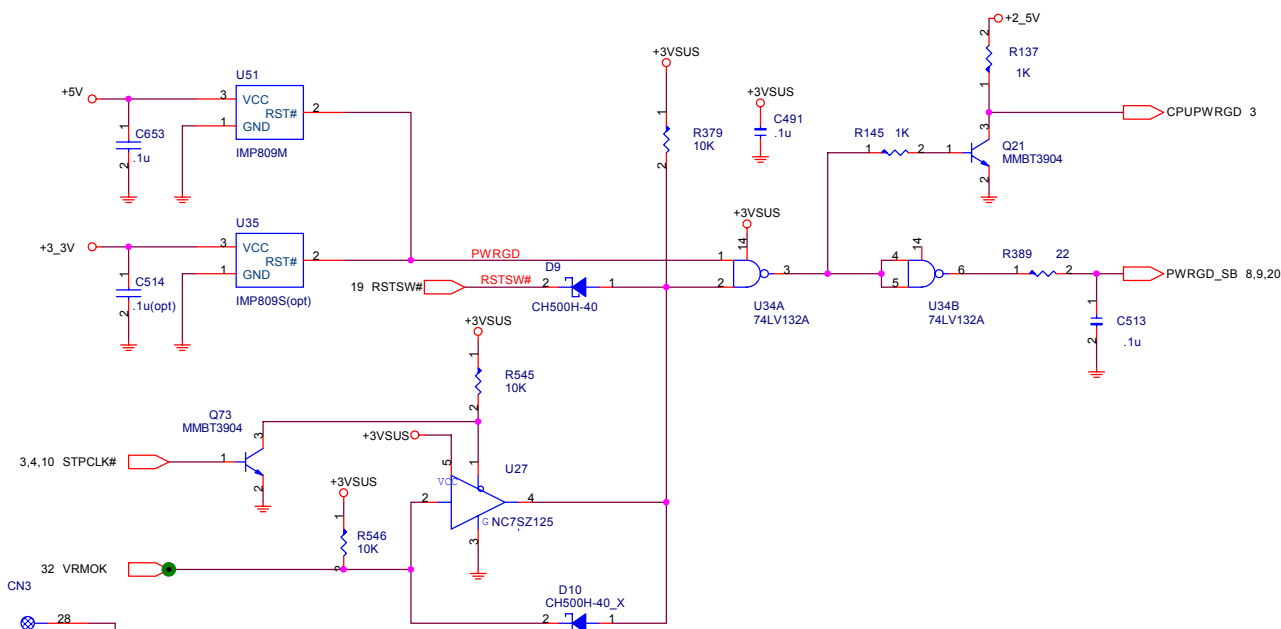 +2_5V
2
R137
1K
1
+3VSUS
U51
+5V
3
VCC
RST#
2
1
GND
IMP809M
1
C653
.1u
2
1
R379
10K
2
+3VSUS
C491
.1u
CPUPWRGD 3
R145 1K
1
2
1
3
Q21
MMBT3904
2
U35
+3_3V
3
VCC
RST#
2
1
GND
IMP809S(opt)
1
C514
.1u(opt)
2
PWRGD
19 RSTSW#
RSTSW#
D9
2
1
CH500H-40
+3VSUS
14
1
2
3
U34A
74LV132A
14
4
5
6
U34B
74LV132A
R389 22
1
2
PWRGD_SB 8,9,20
1
C513
.1u
2
+3VSUS
1
R545
10K
2
Q73
MMBT3904
3
3,4,10 STPCLK#
1
2
+3VSUS
5
1
U27
VCC
2
4
G
NC7SZ125
3
+3VSUS
1
R546
10K
2
32 VRMOK
D10
CH500H-40_X
2
1
CN3
28